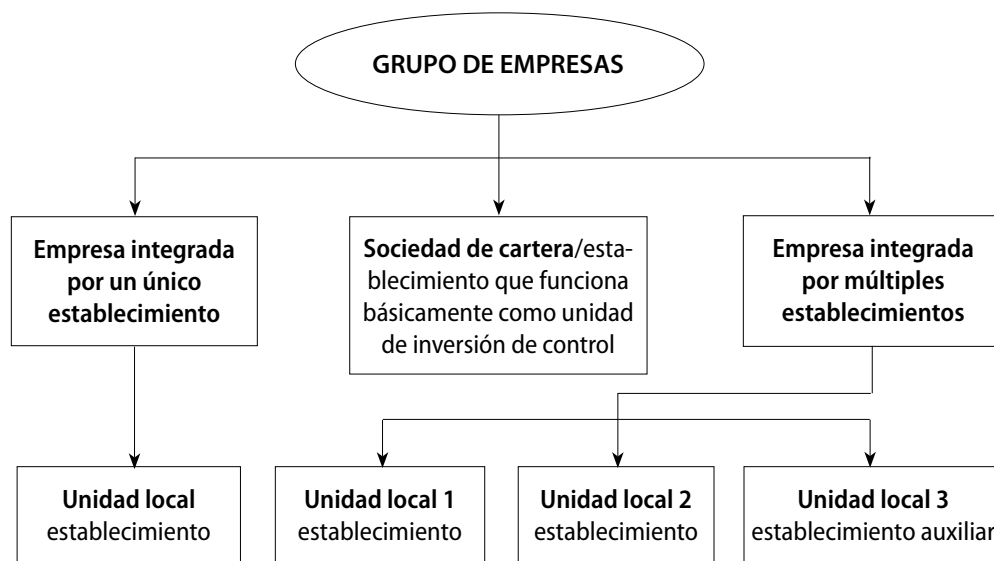 GRUPO DE EMPRESAS
Empresa integrada
por un único
establecimiento
Sociedad de cartera/esta-
blecimiento que funciona
básicamente como unidad
de inversión de control
Empresa integrada
por múltiples
establecimientos
Unidad local
establecimiento
Unidad local 1
establecimiento
Unidad local 2
establecimiento
Unidad local 3
establecimiento auxiliar